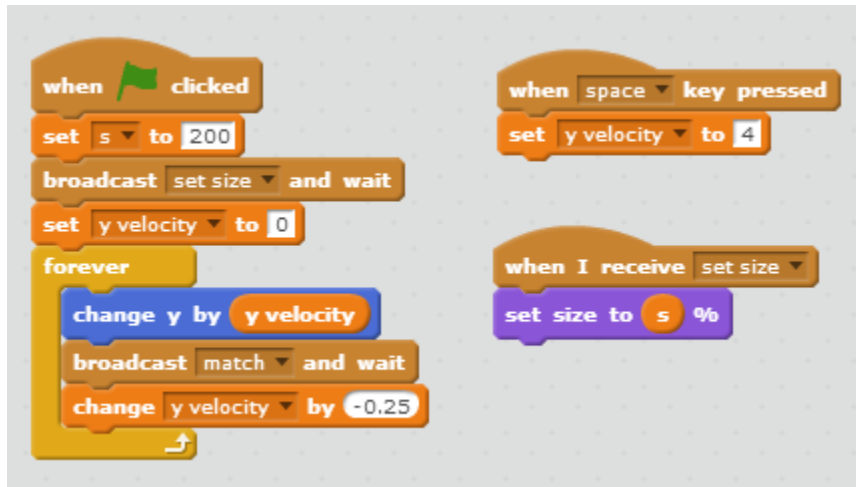 when clicked
set s to 200
broadcast set size and wait
set y velocity to 0
forever
change y by y velocity
broadcast match and wait
change y velocity by -0.25
when space key pressed
set y velocity to 4
when I receive set size
set size to s %